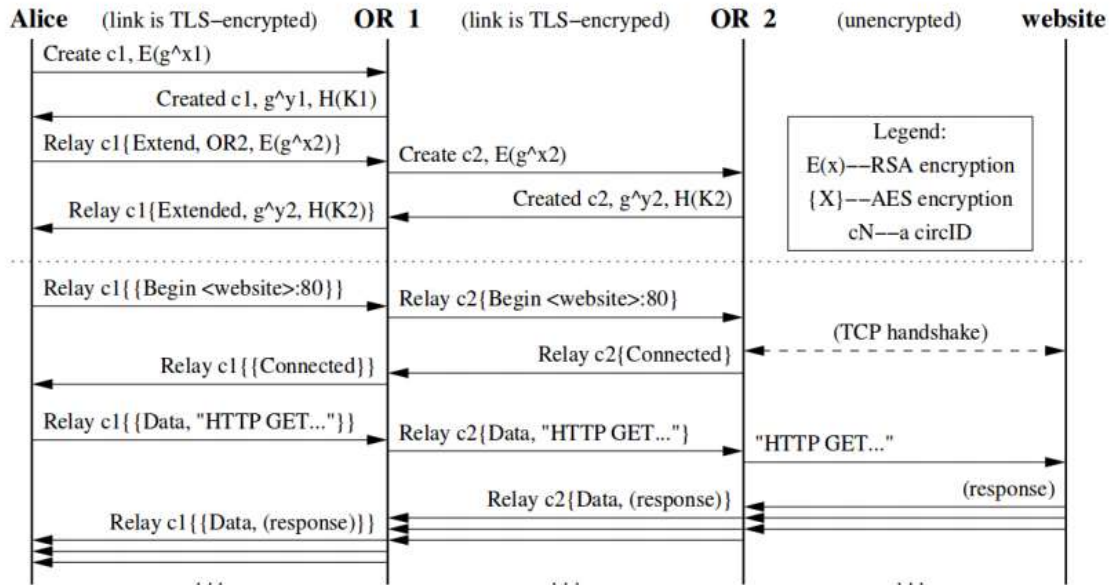 Alice (link is TLS−encrypted) OR 1 (link is TLS−encryped) OR 2 (unencrypted) website
Create c1, E(g^x1)
Created c1, g^y1, H(K1)
Relay c1{Extend, OR2, E(g^x2)}
Create c2, E(g^x2)
Created c2, g^y2, H(K2)
Relay c1{Extended, g^y2, H(K2)}
Legend:
E(x)−−RSA encryption
{X}−−AES encryption
cN−−a circID
Relay c1{{Begin <website>:80}}
Relay c2{Begin <website>:80}
(TCP handshake)
Relay c2{Connected}
Relay c1{{Connected}}
Relay c1{{Data, "HTTP GET..."}}
Relay c2{Data, "HTTP GET..."}
"HTTP GET..."
(response)
Relay c2{Data, (response)}
Relay c1{{Data, (response)}}
... ... ...